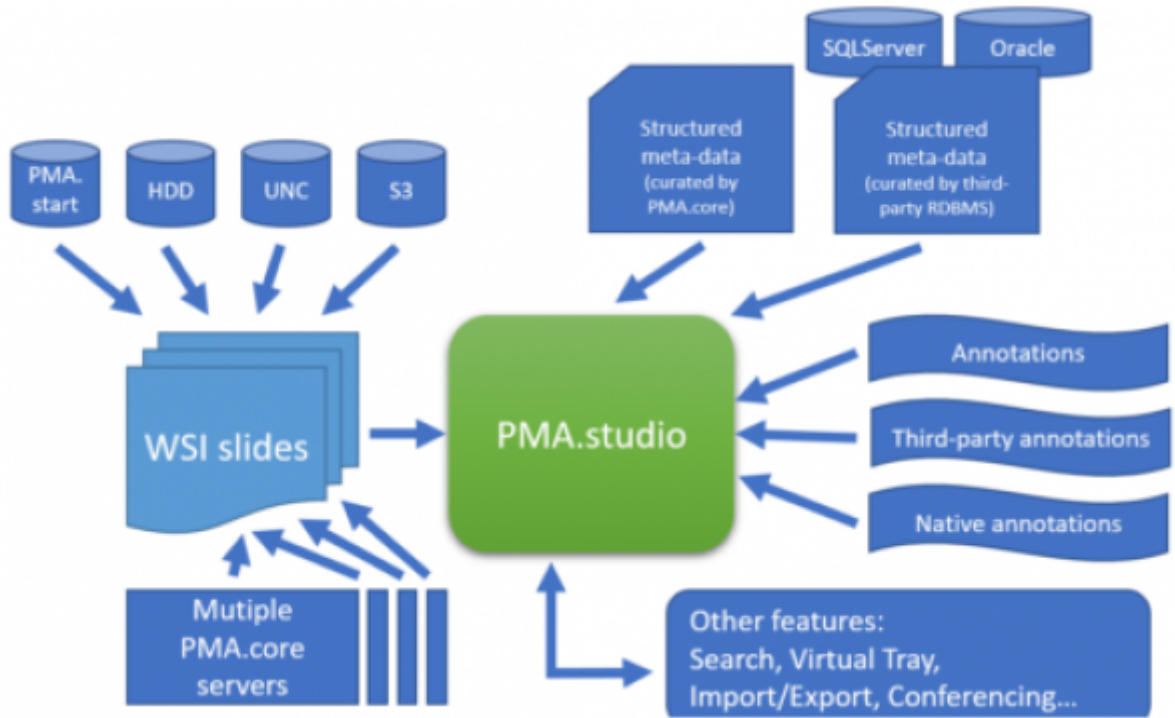 SQLServer
Oracle
Structured
meta-data
(curated by
PMA.core)
Structured
meta-data
(curated by third-
party RDBMS)
PMA.
start
HDD
UNC
S3
WSI slides
PMA.studio
Annotations
Third-party annotations
Native annotations
Mutiple
PMA.core
servers
Other features:
Search, Virtual Tray,
Import/Export, Conferencing...